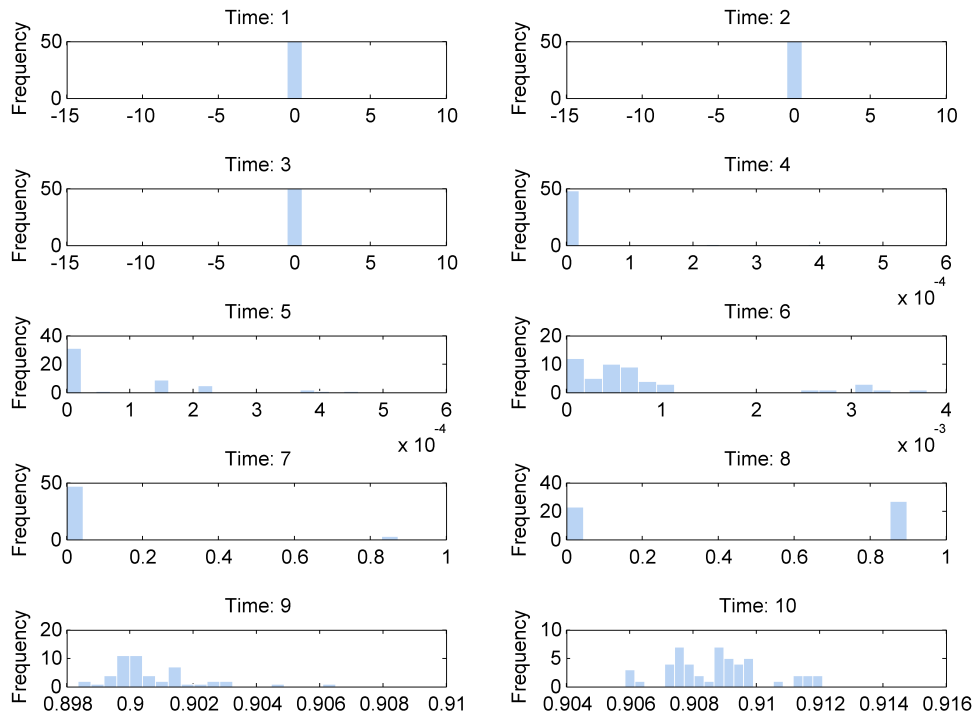 Time: 1
Frequency
50
0
-15 -10 -5 0 5 10
Time: 2
Frequency
50
0
-15 -10 -5 0 5 10
Time: 3
Frequency
50
0
-15 -10 -5 0 5 10
Time: 4
Frequency
50
0
0 1 2 3 4 5 6
x 10^-4
Time: 5
Frequency
40
20
0
0 1 2 3 4 5 6
x 10^-4
Time: 6
Frequency
20
10
0
0 1 2 3 4
x 10^-3
Time: 7
Frequency
50
0
0 0.2 0.4 0.6 0.8 1
Time: 8
Frequency
40
20
0
0 0.2 0.4 0.6 0.8 1
Time: 9
Frequency
20
10
0
0.898 0.9 0.902 0.904 0.906 0.908 0.91
Time: 10
Frequency
10
5
0
0.904 0.906 0.908 0.91 0.912 0.914 0.916